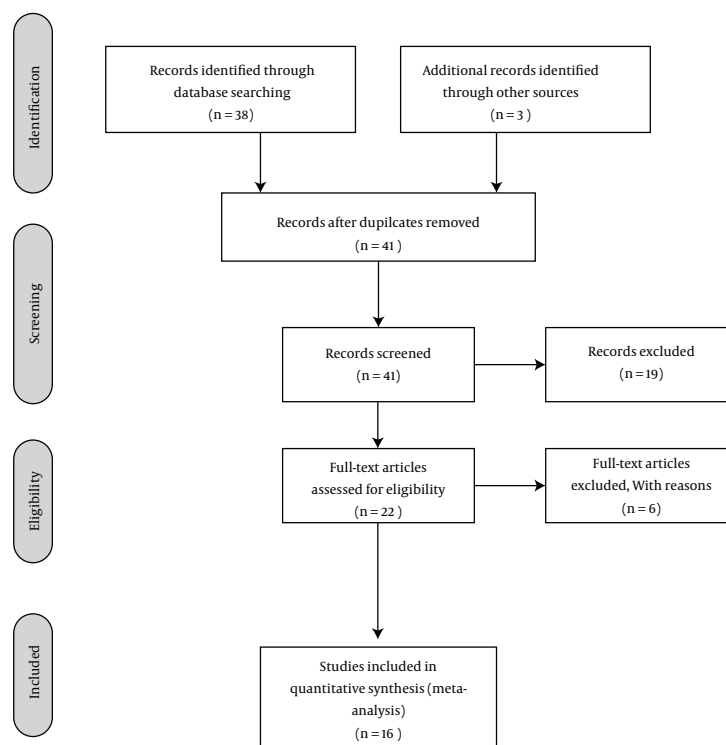 Identification
Records identified through
database searching
(n = 38)
Additional records identified
through other sources
(n = 3 )
Records after dupilcates removed
(n = 41 )
Screening
Records screened
(n = 41)
Records excluded
(n = 19)
Eligibility
Full-text articles
assessed for eligibility
(n = 22 )
Full-text articles
excluded, With reasons
(n = 6)
Included
Studies included in
quantitative synthesis (meta-
analysis)
(n = 16 )